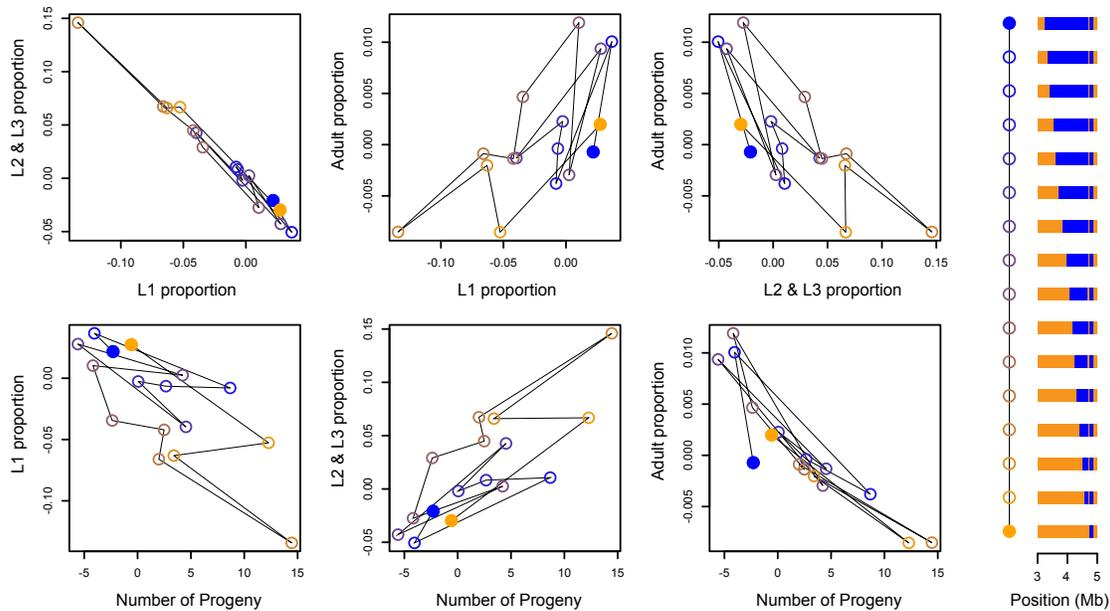 0.15
0.10
0.05
0.00
-0.05
L2 & L3 proportion
-0.10 -0.05 0.00
L1 proportion
0.010
0.005
0.000
-0.005
Adult proportion
-0.10 -0.05 0.00
L1 proportion
0.010
0.005
0.000
-0.005
Adult proportion
-0.05 0.00 0.05 0.10 0.15
L2 & L3 proportion
0.00
-0.05
-0.10
L1 proportion
-5 0 5 10 15
Number of Progeny
0.15
0.10
0.05
0.00
-0.05
L2 & L3 proportion
-5 0 5 10 15
Number of Progeny
0.010
0.005
0.000
-0.005
Adult proportion
-5 0 5 10 15
Number of Progeny
3 4 5
Position (Mb)